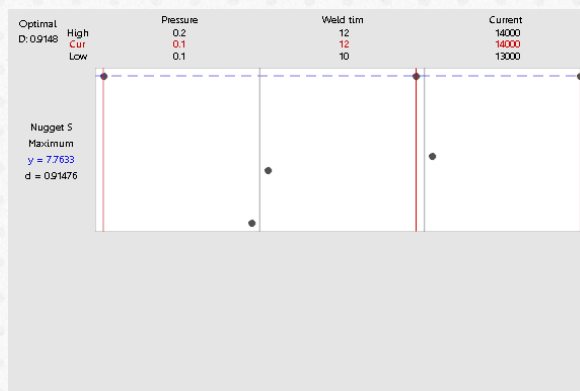 Optimal
D: 0.9148
High
Cur
Low
Pressure
0.2
0.1
0.1
Weld tim
12
12
10
Current
14000
14000
13000
Nugget S
Maximum
y = 7.7633
d = 0.91476